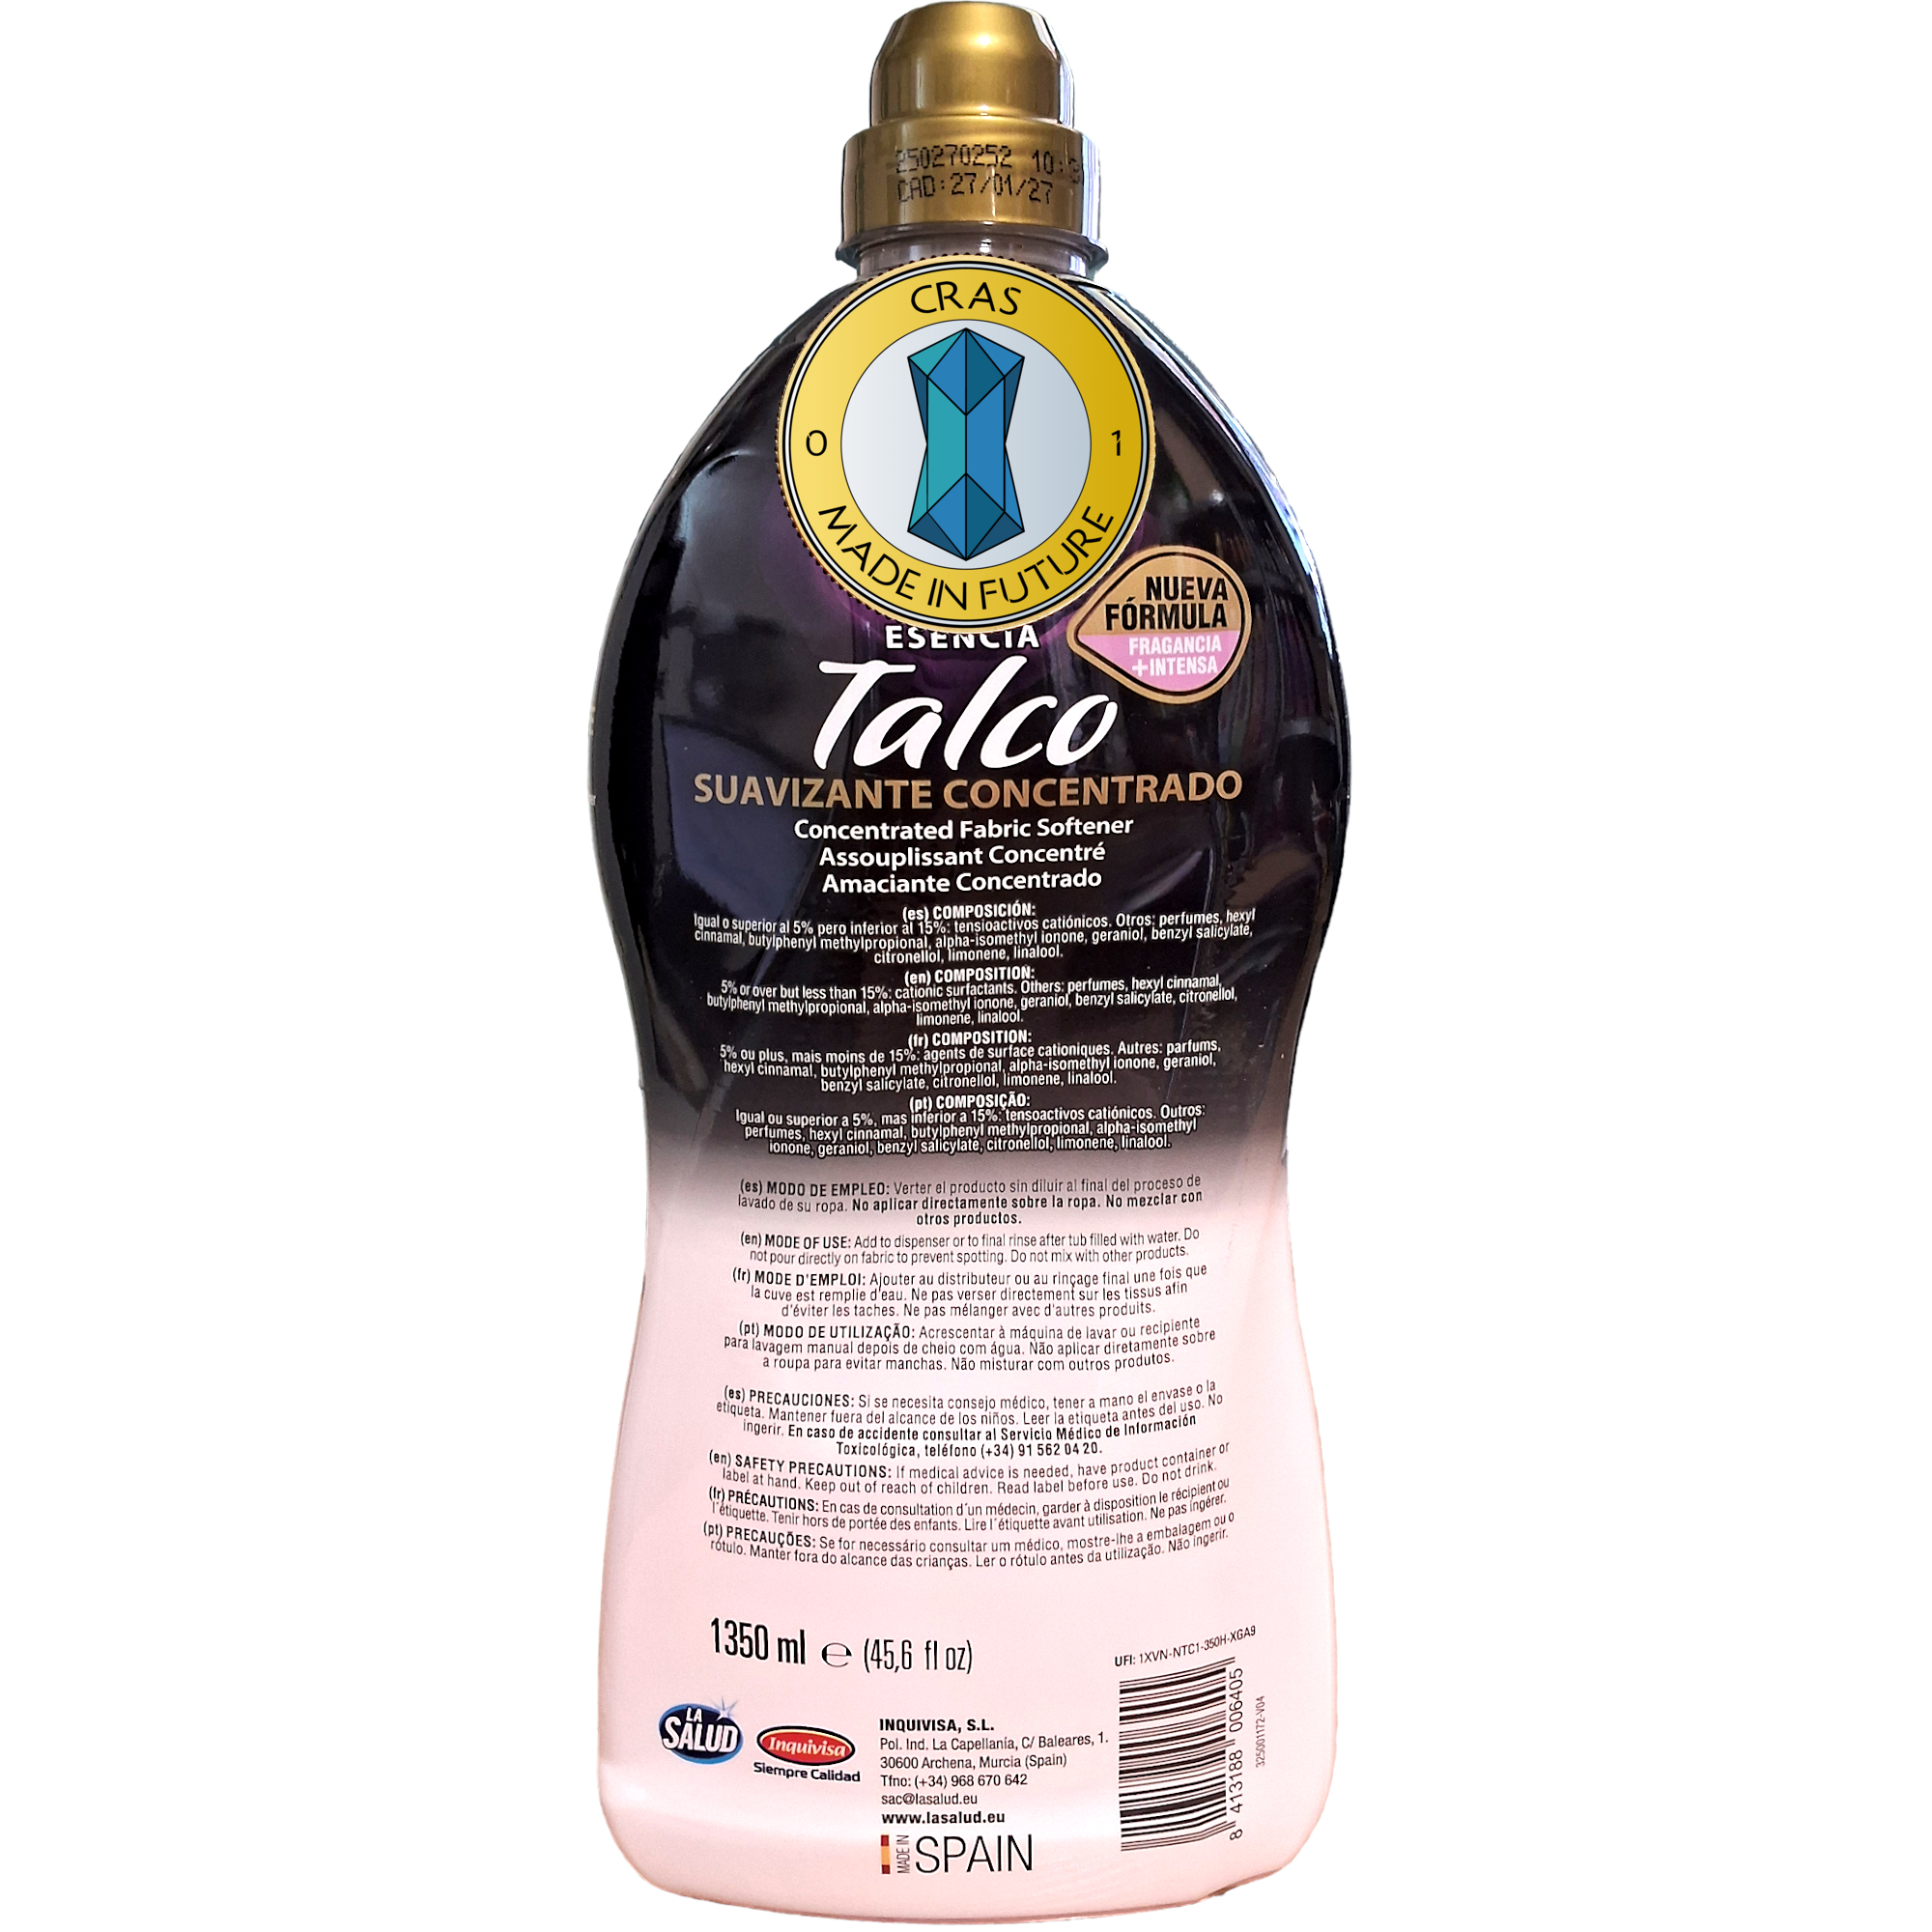 250270252 10:3
CAD:27/01/27
CRAS
0 1
MADE IN FUTURE
NUEVA
FÓRMULA
FRAGANCIA
+INTENSA
ESENCIA
Talco
SUAVIZANTE CONCENTRADO
Concentrated Fabric Softener
Assouplissant Concentré
Amaciante Concentrado
(es) COMPOSICIÓN:
Igual o superior al 5% pero inferior al 15%: tensioactivos catiónicos. Otros: perfumes, hexyl
cinnamal, butylphenyl methylpropional, alpha-isomethyl ionone, geraniol, benzyl salicylate,
citronellol, limonene, linalool.
(en) COMPOSITION:
5% or over but less than 15%: cationic surfactants. Others: perfumes, hexyl cinnamal,
butylphenyl methylpropional, alpha-isomethyl ionone, geraniol, benzyl salicylate, citronellol,
limonene, linalool.
(fr) COMPOSITION:
5% ou plus, mais moins de 15%: agents de surface cationiques. Autres: parfums,
hexyl cinnamal, butylphenyl methylpropional, alpha-isomethyl ionone, geraniol,
benzyl salicylate, citronellol, limonene, linalool.
(pt) COMPOSIÇÃO:
Igual ou superior a 5%, mas inferior a 15%: tensoactivos catiónicos. Outros:
perfumes, hexyl cinnamal, butylphenyl methylpropional, alpha-isomethyl
ionone, geraniol, benzyl salicylate, citronellol, limonene, linalool.
(es) MODO DE EMPLEO: Verter el producto sin diluir al final del proceso de
lavado de su ropa. No aplicar directamente sobre la ropa. No mezclar con
otros productos.
(en) MODE OF USE: Add to dispenser or to final rinse after tub filled with water. Do
not pour directly on fabric to prevent spotting. Do not mix with other products.
(fr) MODE D'EMPLOI: Ajouter au distributeur ou au rinçage final une fois que
la cuve est remplie d'eau. Ne pas verser directement sur les tissus afin
d'éviter les taches. Ne pas mélanger avec d'autres produits.
(pt) MODO DE UTILIZAÇÃO: Acrescentar à máquina de lavar ou recipiente
para lavagem manual depois de cheio com água. Não aplicar diretamente sobre
a roupa para evitar manchas. Não misturar com outros produtos.
(es) PRECAUCIONES: Si se necesita consejo médico, tener a mano el envase o la
etiqueta. Mantener fuera del alcance de los niños. Leer la etiqueta antes del uso. No
ingerir. En caso de accidente consultar al Servicio Médico de Información
Toxicológica, teléfono (+34) 91 562 04 20.
(en) SAFETY PRECAUTIONS: If medical advice is needed, have product container or
label at hand. Keep out of reach of children. Read label before use. Do not drink.
(fr) PRÉCAUTIONS: En cas de consultation d´un médecin, garder à disposition le récipient ou
l´étiquette. Tenir hors de portée des enfants. Lire l´étiquette avant utilisation. Ne pas ingérer.
(pt) PRECAUÇÕES: Se for necessário consultar um médico, mostre-lhe a embalagem ou o
rótulo. Manter fora do alcance das crianças. Ler o rótulo antes da utilização. Não ingerir.
1350 ml e (45,6 fl oz)
UFI: 1XVN-NTC1-350H-XGA9
8 413188 006405
325001172-V04
LA
SALUD
Inquivisa
Siempre Calidad
INQUIVISA, S.L.
Pol. Ind. La Capellanía, C/ Baleares, 1.
30600 Archena, Murcia (Spain)
Tfno: (+34) 968 670 642
sac@lasalud.eu
www.lasalud.eu
MADE IN
SPAIN